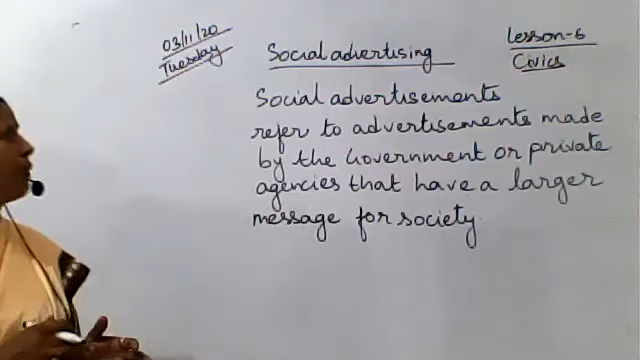 03/11/20
Tuesday
Social advertising
Lesson-6
Civics
Social advertisements
refer to advertisements made
by the Government or private
agencies that have a larger
message for society.